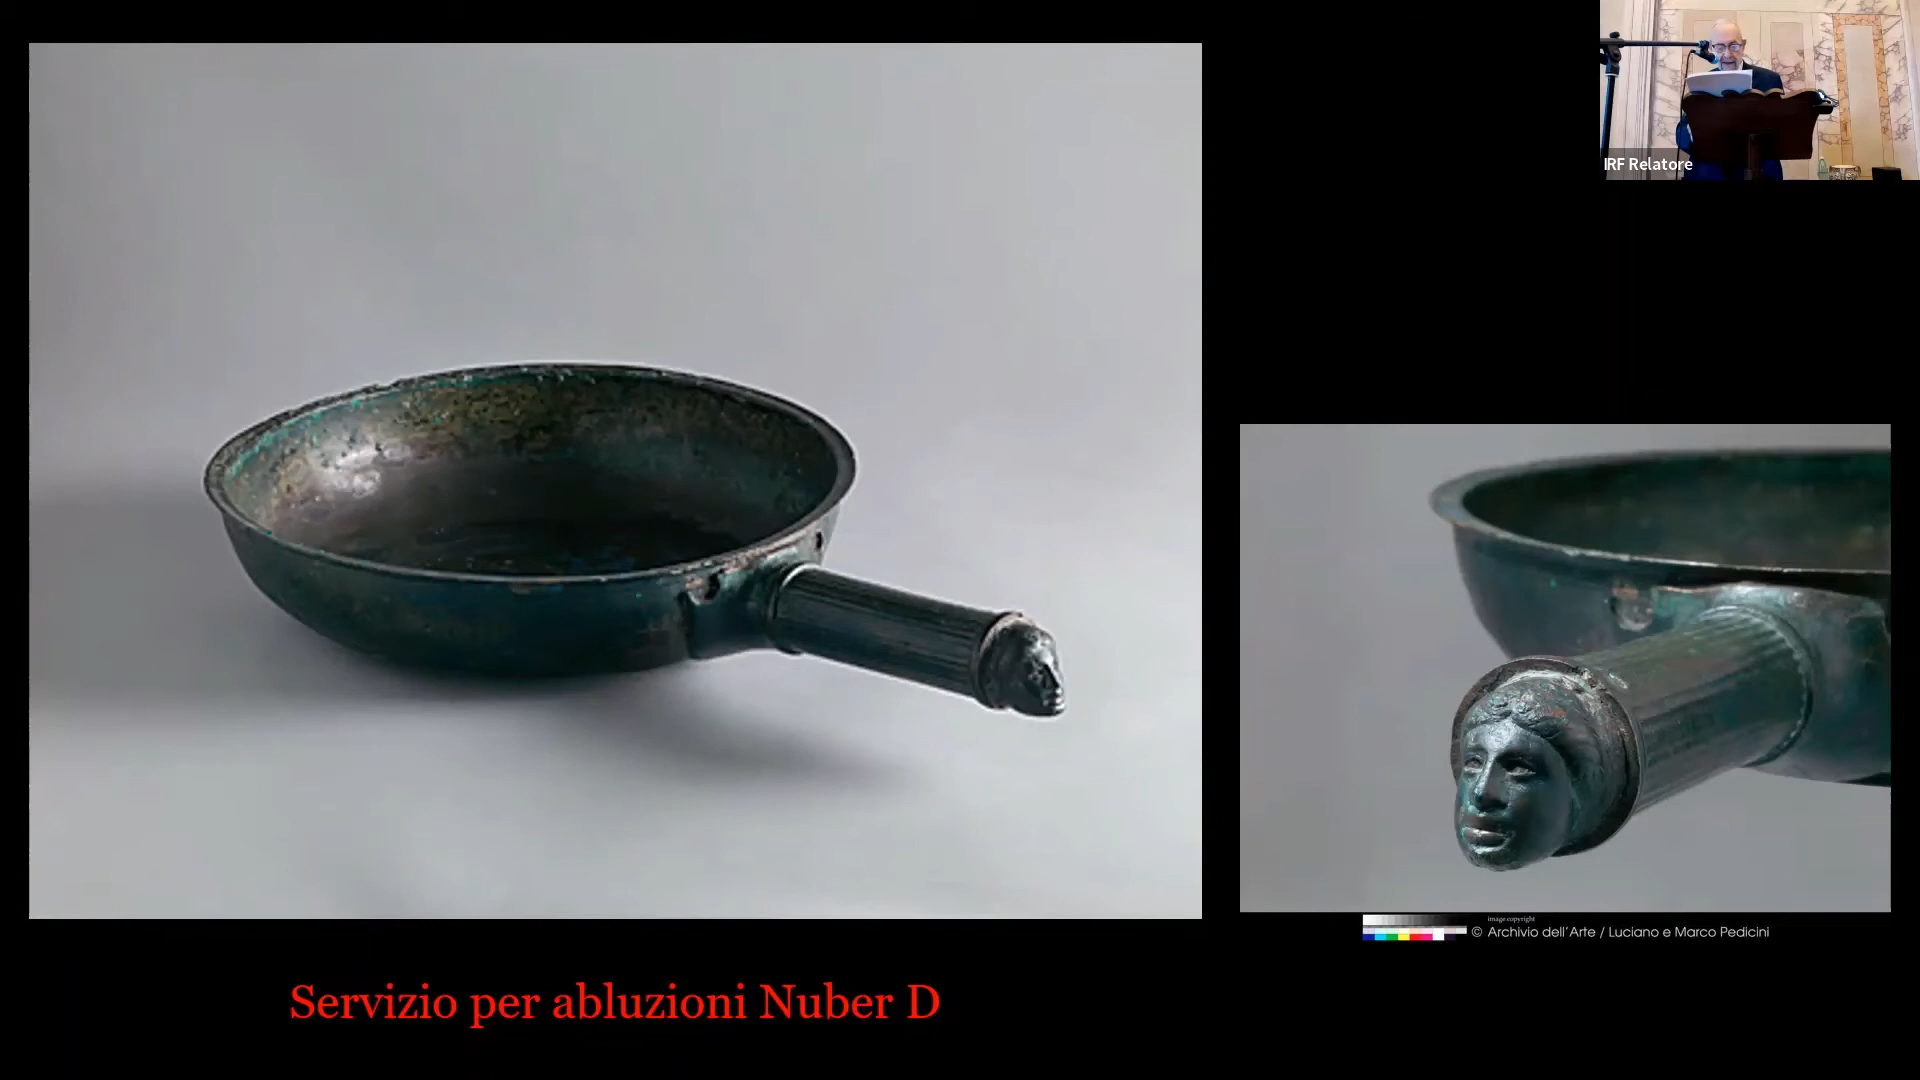 IRF Relatore
image copyright
© Archivio dell'Arte / Luciano e Marco Pedicini
Servizio per abluzioni Nuber D